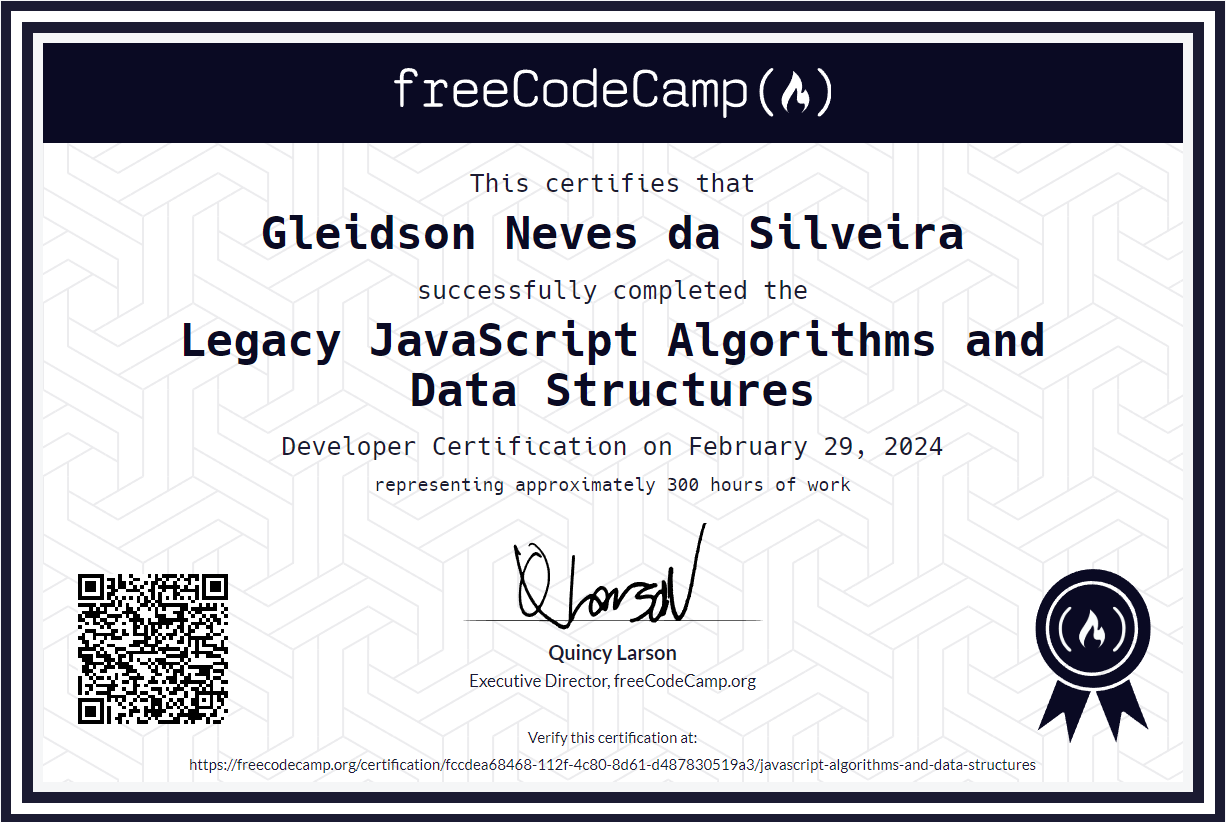 freeCodeCamp
This certifies that
Gleidson Neves da Silveira
successfully completed the
Legacy JavaScript Algorithms and
Data Structures
Developer Certification on February 29, 2024
representing approximately 300 hours of work
Q Larson
Quincy Larson
Executive Director, freeCodeCamp.org
Verify this certification at:
https://freecodecamp.org/certification/fccdea68468-112f-4c80-8d61-d487830519a3/javascript-algorithms-and-data-structures